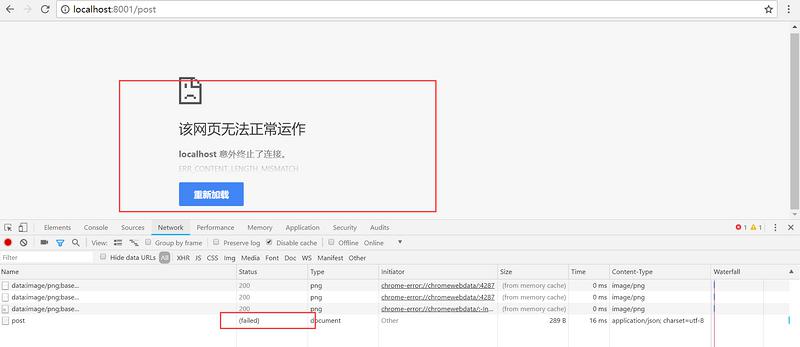 localhost:8001/post
该网页无法正常运作
localhost 意外终止了连接。
ERR_CONTENT_LENGTH_MISMATCH
重新加载
Elements Console Sources Network Performance Memory Application Security Audits 1 1
View: Group by frame Preserve log Disable cache Offline Online
Filter Hide data URLs All XHR JS CSS Img Media Font Doc WS Manifest Other
Name Status Type Initiator Size Time Content-Type Waterfall
data:image/png;base... 200 png chrome-error://chromewebdata/:4287 (from memory cache) 0 ms image/png
data:image/png;base... 200 png chrome-error://chromewebdata/:4287 (from memory cache) 0 ms image/png
data:image/png;base... 200 png chrome-error://chromewebdata/:-In... (from memory cache) 0 ms image/png
post (failed) document Other 289 B 16 ms application/json; charset=utf-8